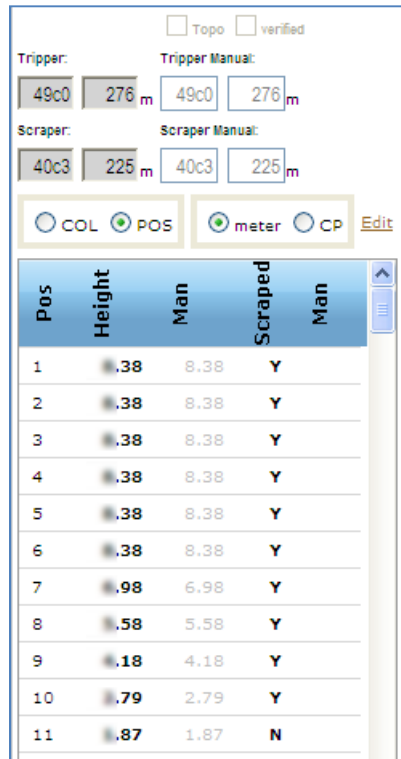 Topo verified
Tripper: Tripper Manual:
49c0 276 m 49c0 276 m
Scraper: Scraper Manual:
40c3 225 m 40c3 225 m
COL POS meter CP Edit
Pos Height Man Scraped Man
1 .38 8.38 Y
2 .38 8.38 Y
3 .38 8.38 Y
4 .38 8.38 Y
5 .38 8.38 Y
6 .38 8.38 Y
7 .98 6.98 Y
8 .58 5.58 Y
9 .18 4.18 Y
10 .79 2.79 Y
11 .87 1.87 N